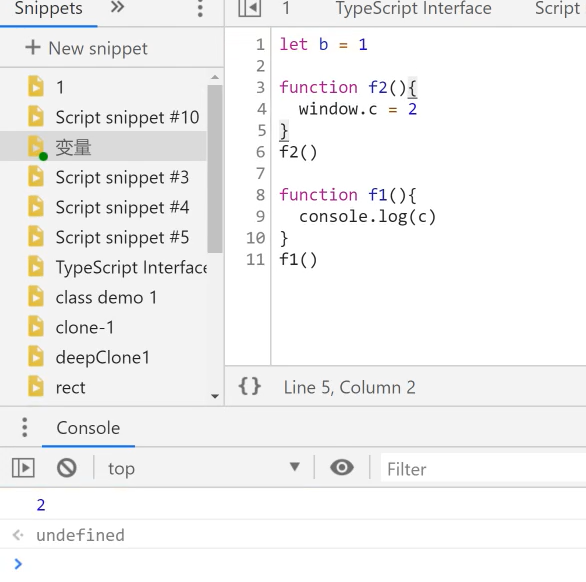 Snippets 1 TypeScript Interface Script
New snippet
1
Script snippet #10
变量
Script snippet #3
Script snippet #4
Script snippet #5
TypeScript Interface
class demo 1
clone-1
deepClone1
rect
1 let b = 1
2
3 function f2(){
4   window.c = 2
5 }
6 f2()
7
8 function f1(){
9   console.log(c)
10 }
11 f1()
{} Line 5, Column 2
Console
top Filter
2
undefined